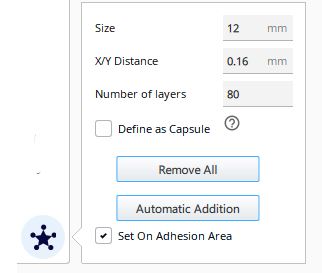 Size 12 mm
X/Y Distance 0.16 mm
Number of layers 80
Define as Capsule ?
Remove All
Automatic Addition
Set On Adhesion Area